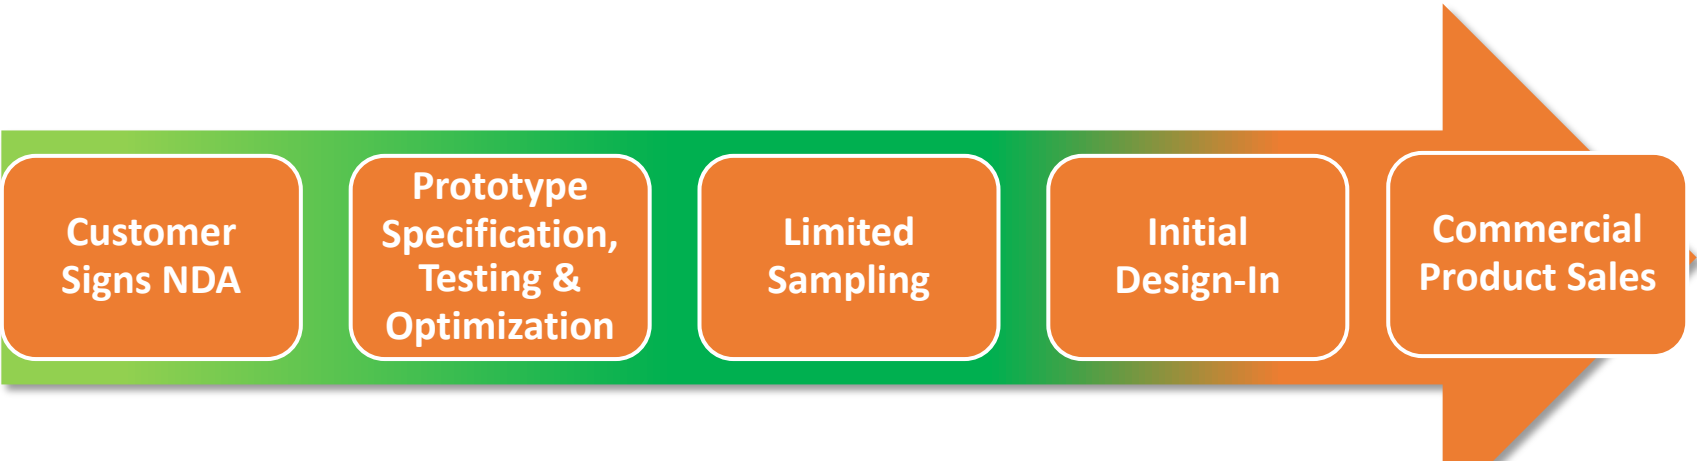 Customer
Signs NDA
Prototype
Specification,
Testing &
Optimization
Limited
Sampling
Initial
Design-In
Commercial
Product Sales